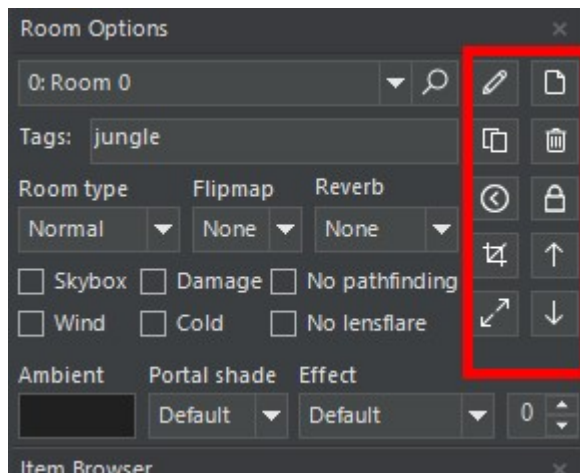 Room Options
0: Room 0
Tags: jungle
Room type Flipmap Reverb
Normal None None
Skybox Damage No pathfinding
Wind Cold No lensflare
Ambient Portal shade Effect
Default Default 0
Item Browser